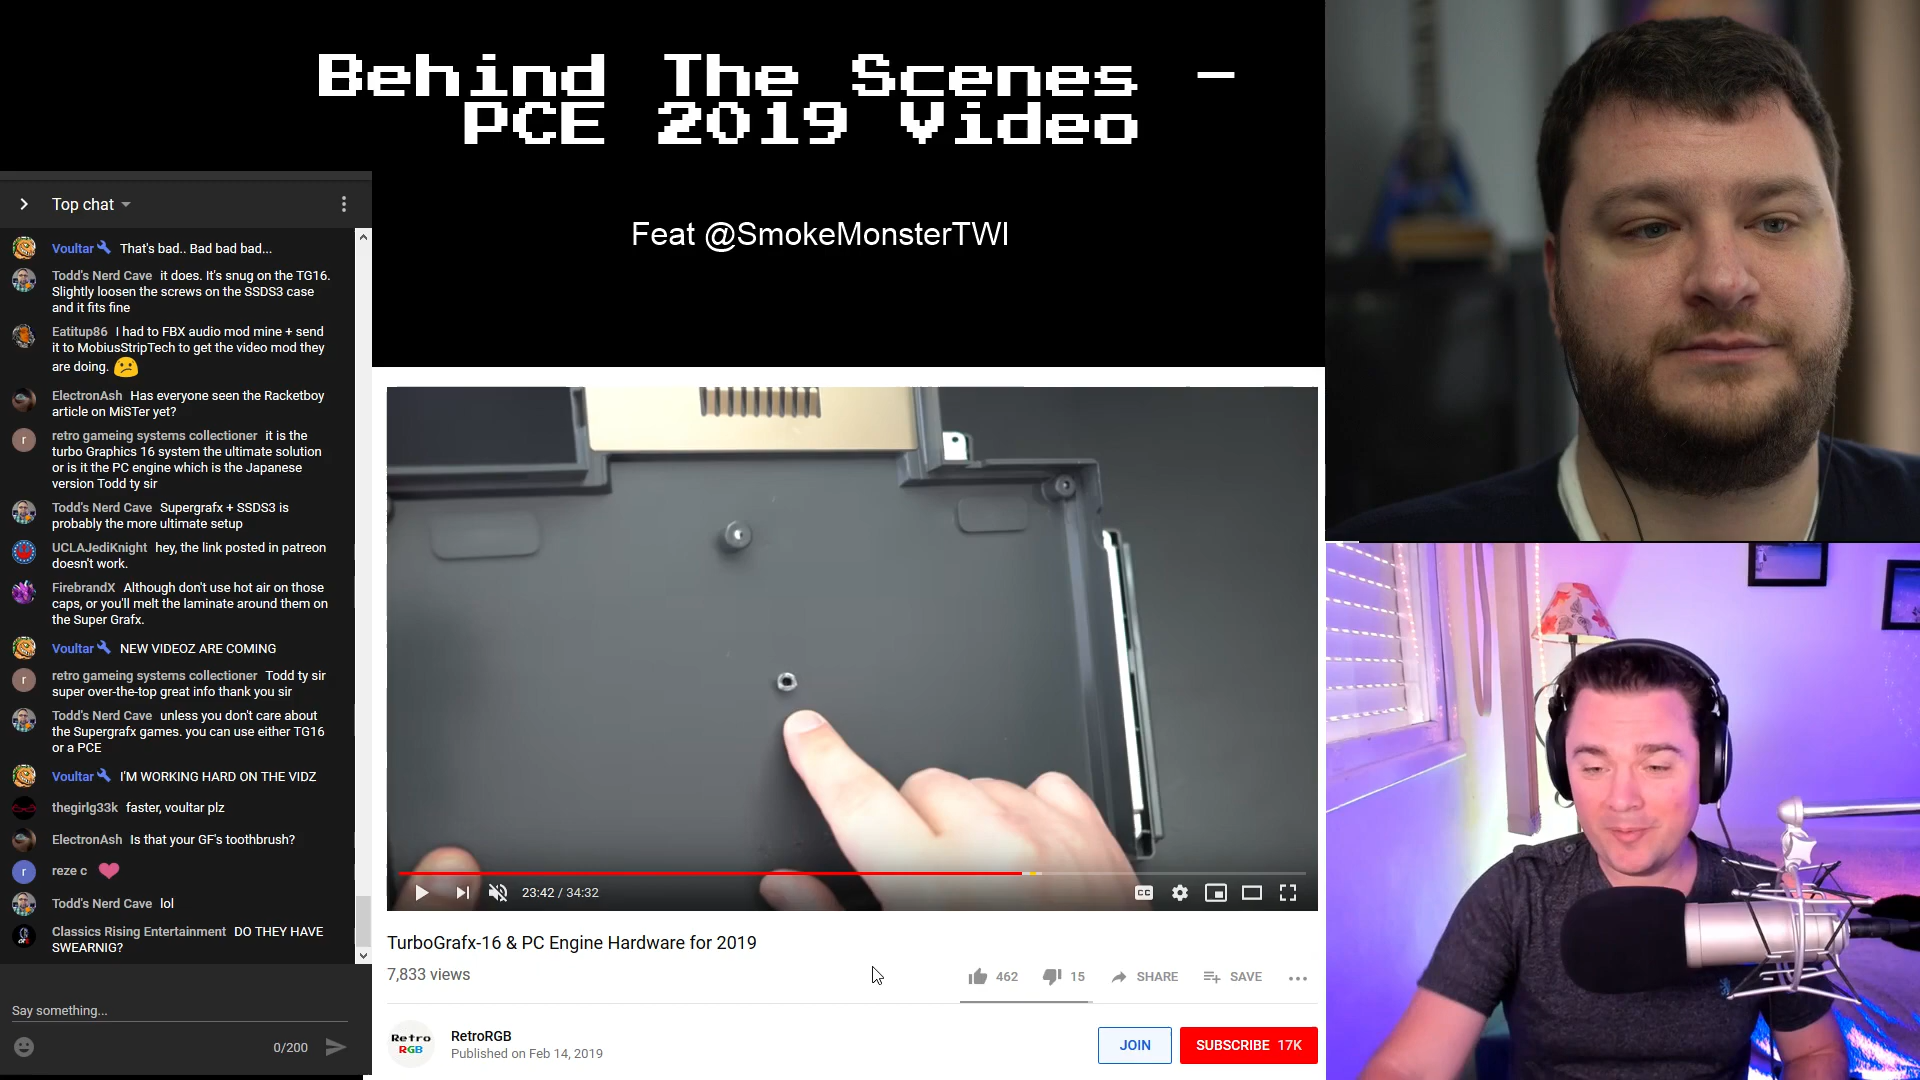 Behind The Scenes -
PCE 2019 Video
Feat @SmokeMonsterTWI
Top chat
Voultar That's bad.. Bad bad bad...
Todd's Nerd Cave it does. It's snug on the TG16.
Slightly loosen the screws on the SSDS3 case
and it fits fine
Eatitup86 I had to FBX audio mod mine + send
it to MobiusStripTech to get the video mod they
are doing.
ElectronAsh Has everyone seen the Racketboy
article on MiSTer yet?
r
retro gameing systems collectioner it is the
turbo Graphics 16 system the ultimate solution
or is it the PC engine which is the Japanese
version Todd ty sir
Todd's Nerd Cave Supergrafx + SSDS3 is
probably the more ultimate setup
UCLAJediKnight hey, the link posted in patreon
doesn't work.
FirebrandX Although don't use hot air on those
caps, or you'll melt the laminate around them on
the Super Grafx.
Voultar NEW VIDEOZ ARE COMING
r
retro gameing systems collectioner Todd ty sir
super over-the-top great info thank you sir
Todd's Nerd Cave unless you don't care about
the Supergrafx games. you can use either TG16
or a PCE
Voultar I'M WORKING HARD ON THE VIDZ
thegirlg33k faster, voultar plz
ElectronAsh Is that your GF's toothbrush?
r
reze c
Todd's Nerd Cave lol
Classics Rising Entertainment DO THEY HAVE
SWEARNIG?
Say something...
0/200
23:42 / 34:32
CC
TurboGrafx-16 & PC Engine Hardware for 2019
7,833 views
462
15
SHARE
SAVE
Retro
RGB
RetroRGB
Published on Feb 14, 2019
JOIN
SUBSCRIBE 17K